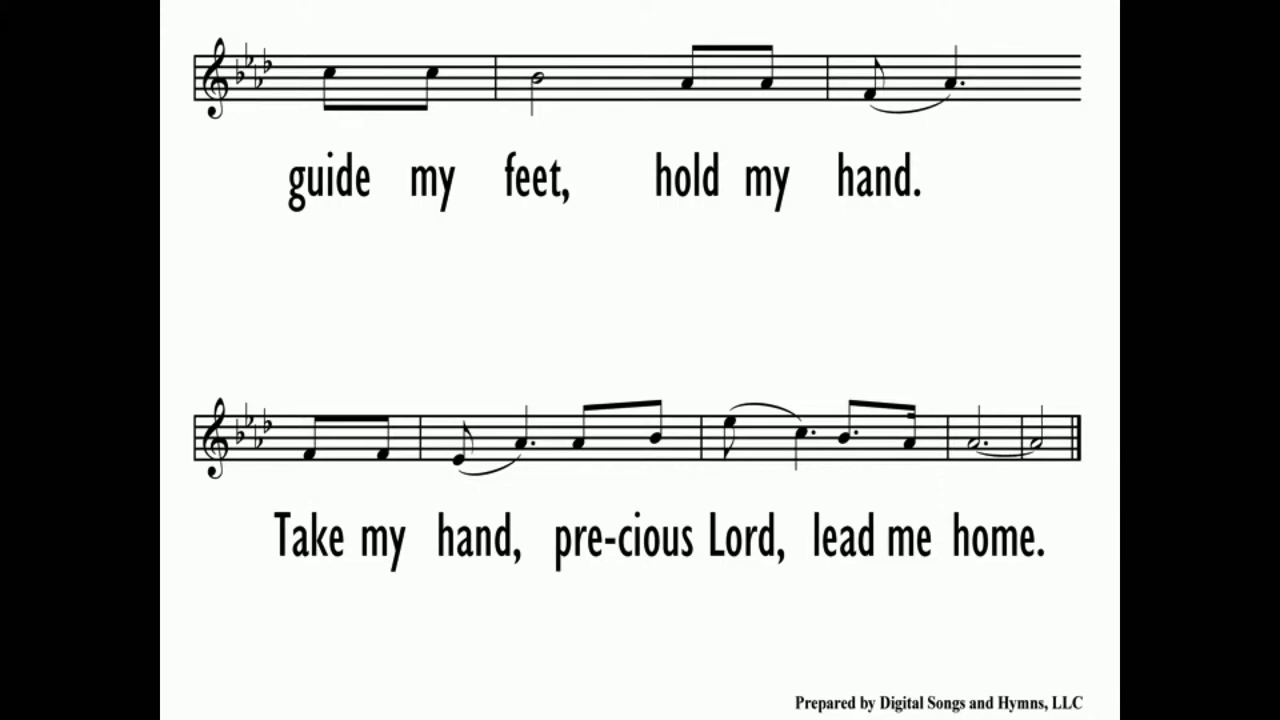 guide my feet, hold my hand.
Take my hand, pre-cious Lord, lead me home.
Prepared by Digital Songs and Hymns, LLC